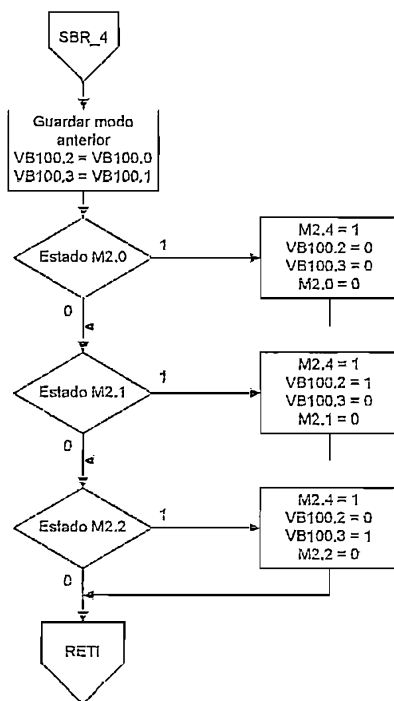 SBR_4
Guardar modo
anterior
VB100.2 = VB100.0
VB100.3 = VB100.1
Estado M2.0
1
0
M2.4 = 1
VB100.2 = 0
VB100.3 = 0
M2.0 = 0
Estado M2.1
1
0
M2.4 = 1
VB100.2 = 1
VB100.3 = 0
M2.1 = 0
Estado M2.2
1
0
M2.4 = 1
VB100.2 = 0
VB100.3 = 1
M2.2 = 0
RETI